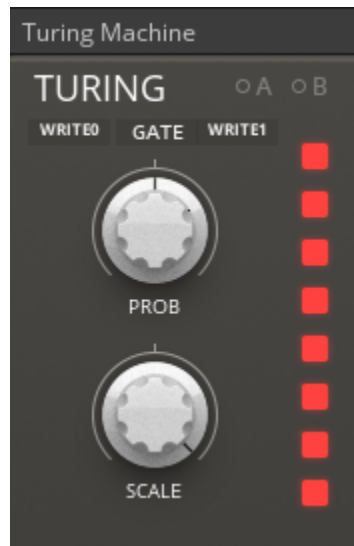 Turing Machine
TURING A B
WRITE0 GATE WRITE1
PROB
SCALE